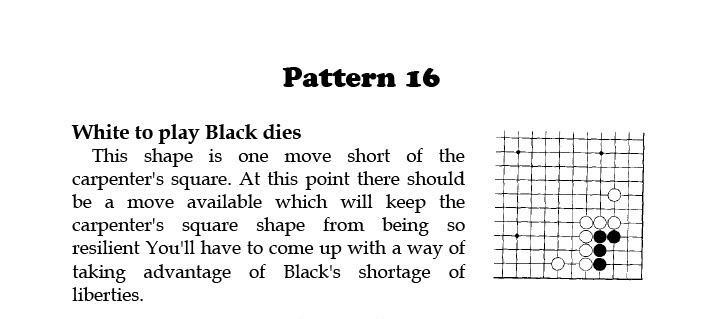 Pattern 16
White to play Black dies
This shape is one move short of the
carpenter's square. At this point there should
be a move available which will keep the
carpenter's square shape from being so
resilient You'll have to come up with a way of
taking advantage of Black's shortage of
liberties.